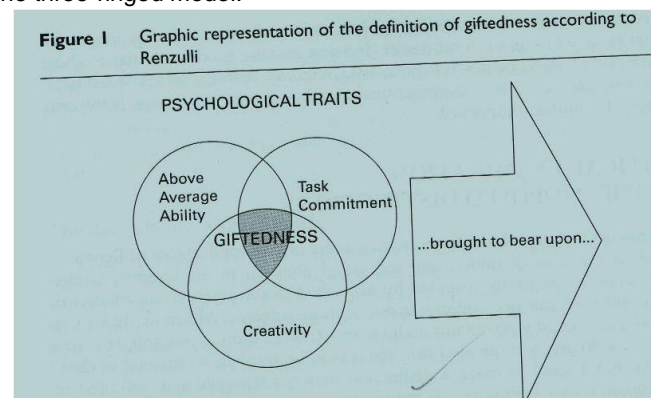 Figure 1 Graphic representation of the definition of giftedness according to
Renzulli
PSYCHOLOGICAL TRAITS
Above
Average
Ability
Task
Commitment
GIFTEDNESS
Creativity
...brought to bear upon...